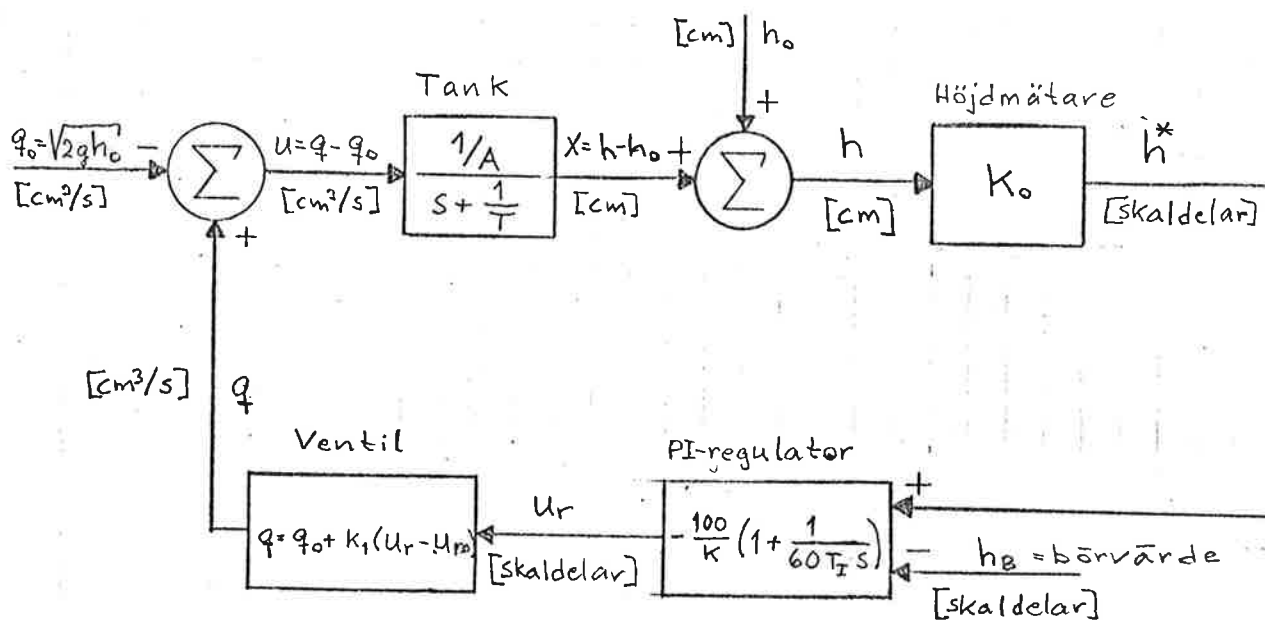 [cm] h₀
Tank
Höjdmätare
q₀=√2gh₀ −
[cm³/s]
Σ
u=q-q₀
[cm³/s]
1/A
s + 1/T
X=h-h₀ +
[cm]
+
Σ
h
[cm]
K₀
h*
[skaldelar]
+
[cm³/s] q
Ventil
q=q₀+K₁(uᵣ-uᵣ₀)
uᵣ
[skaldelar]
PI-regulator
-100/K (1+ 1/60T_I S)
+
− h_B = börvärde
[skaldelar]